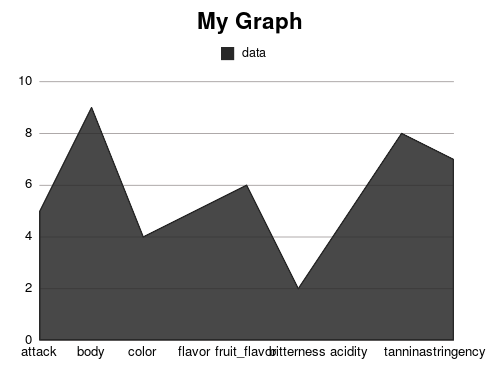 My Graph
data
10
8
6
4
2
0
attack body color flavor fruit_flavor bitterness acidity tannin astringency